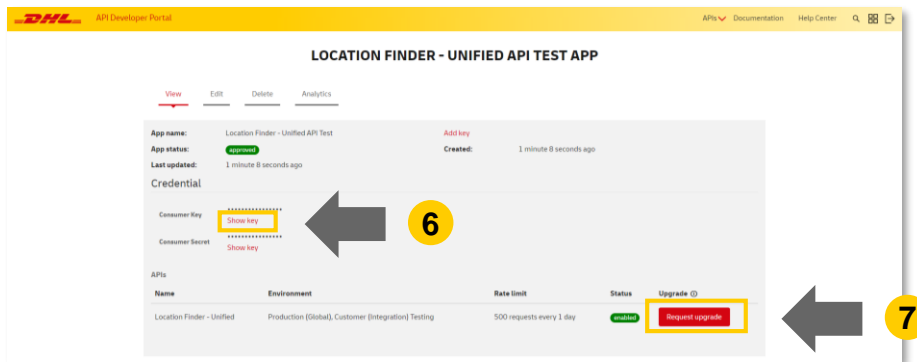 DHL API Developer Portal APIs Documentation Help Center
LOCATION FINDER - UNIFIED API TEST APP
View Edit Delete Analytics
App name: Location Finder - Unified API Test Add key
App status: approved Created: 1 minute 8 seconds ago
Last updated: 1 minute 8 seconds ago
Credential
Consumer Key ••••••••••••••••
Show key
6
Consumer Secret ••••••••••••••••
Show key
APIs
Name Environment Rate limit Status Upgrade
Location Finder - Unified Production (Global), Customer (Integration) Testing 500 requests every 1 day enabled Request upgrade
7